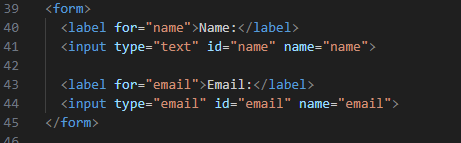 39 <form>
40   <label for="name">Name:</label>
41   <input type="text" id="name" name="name">
42
43   <label for="email">Email:</label>
44   <input type="email" id="email" name="email">
45 </form>
46